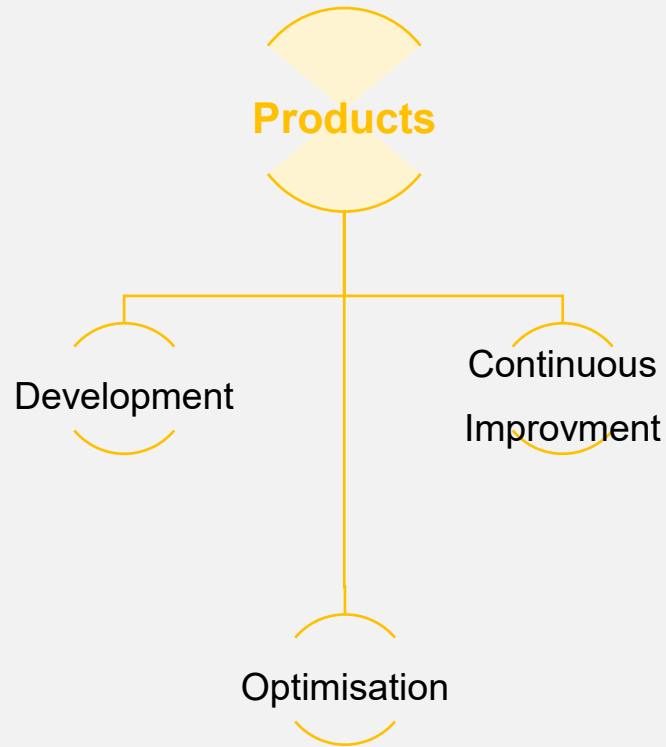 Products
Development
Continuous
Improvment
Optimisation